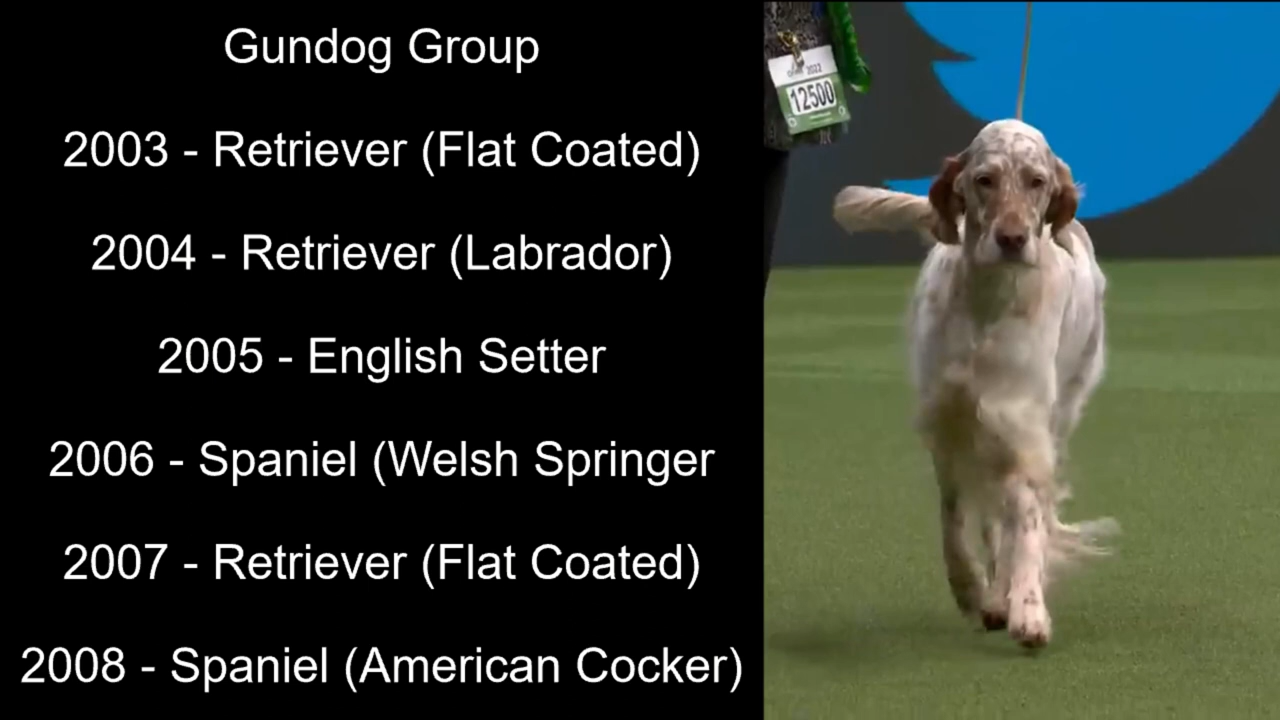 Gundog Group
2003 - Retriever (Flat Coated)
2004 - Retriever (Labrador)
2005 - English Setter
2006 - Spaniel (Welsh Springer
2007 - Retriever (Flat Coated)
2008 - Spaniel (American Cocker)
2022
12500